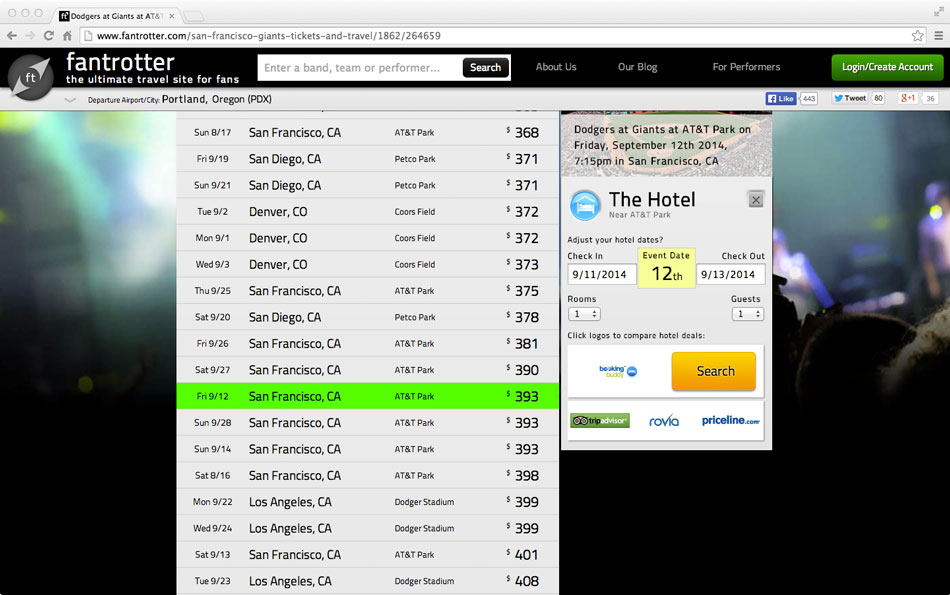 Dodgers at Giants at AT&T
www.fantrotter.com/san-francisco-giants-tickets-and-travel/1862/264659
ft
fantrotter
the ultimate travel site for fans
Enter a band, team or performer...
Search
About Us
Our Blog
For Performers
Login/Create Account
Departure Airport/City: Portland, Oregon (PDX)
Like 443
Tweet 80
g+1 36
Sun 8/17 San Francisco, CA AT&T Park $ 368
Fri 9/19 San Diego, CA Petco Park $ 371
Sun 9/21 San Diego, CA Petco Park $ 371
Tue 9/2 Denver, CO Coors Field $ 372
Mon 9/1 Denver, CO Coors Field $ 372
Wed 9/3 Denver, CO Coors Field $ 373
Thu 9/25 San Francisco, CA AT&T Park $ 375
Sat 9/20 San Diego, CA Petco Park $ 378
Fri 9/26 San Francisco, CA AT&T Park $ 381
Sat 9/27 San Francisco, CA AT&T Park $ 390
Fri 9/12 San Francisco, CA AT&T Park $ 393
Sun 9/28 San Francisco, CA AT&T Park $ 393
Sun 9/14 San Francisco, CA AT&T Park $ 393
Sat 8/16 San Francisco, CA AT&T Park $ 398
Mon 9/22 Los Angeles, CA Dodger Stadium $ 399
Wed 9/24 Los Angeles, CA Dodger Stadium $ 399
Sat 9/13 San Francisco, CA AT&T Park $ 401
Tue 9/23 Los Angeles, CA Dodger Stadium $ 408
Dodgers at Giants at AT&T Park on
Friday, September 12th 2014,
7:15pm in San Francisco, CA
The Hotel
Near AT&T Park
Adjust your hotel dates?
Check In Event Date Check Out
9/11/2014 12th 9/13/2014
Rooms Guests
1 1
Click logos to compare hotel deals:
booking buddy
Search
tripadvisor rovia priceline.com